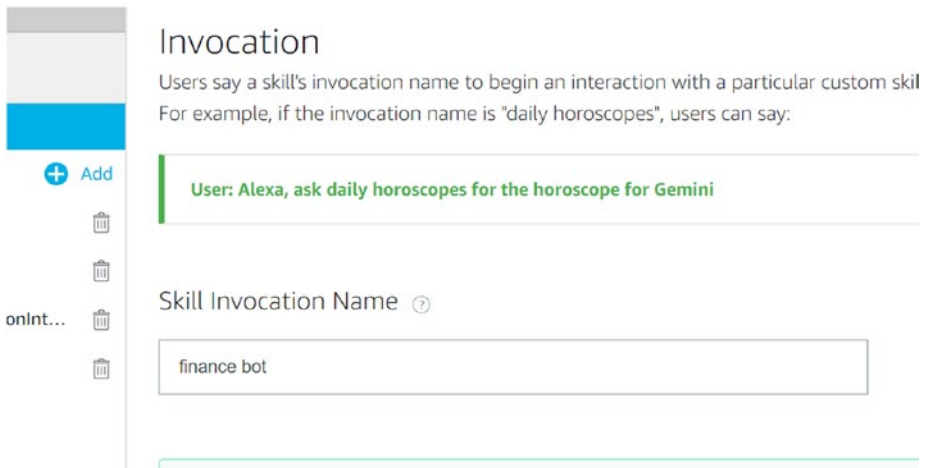 Invocation
Users say a skill's invocation name to begin an interaction with a particular custom skil
For example, if the invocation name is "daily horoscopes", users can say:
Add
User: Alexa, ask daily horoscopes for the horoscope for Gemini
Skill Invocation Name ?
onInt...
finance bot